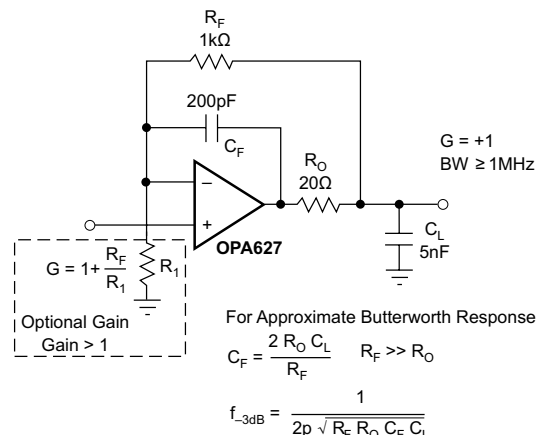 R_F
1kΩ
200pF
C_F
R_O
20Ω
G = +1
BW ≥ 1MHz
–
+
OPA627
C_L
5nF
G = 1+ R_F / R_1
R_1
Optional Gain
Gain > 1
For Approximate Butterworth Response
C_F = 2 R_O C_L / R_F    R_F >> R_O
f_–3dB = 1 / 2p √ R_F R_O C_F C_L